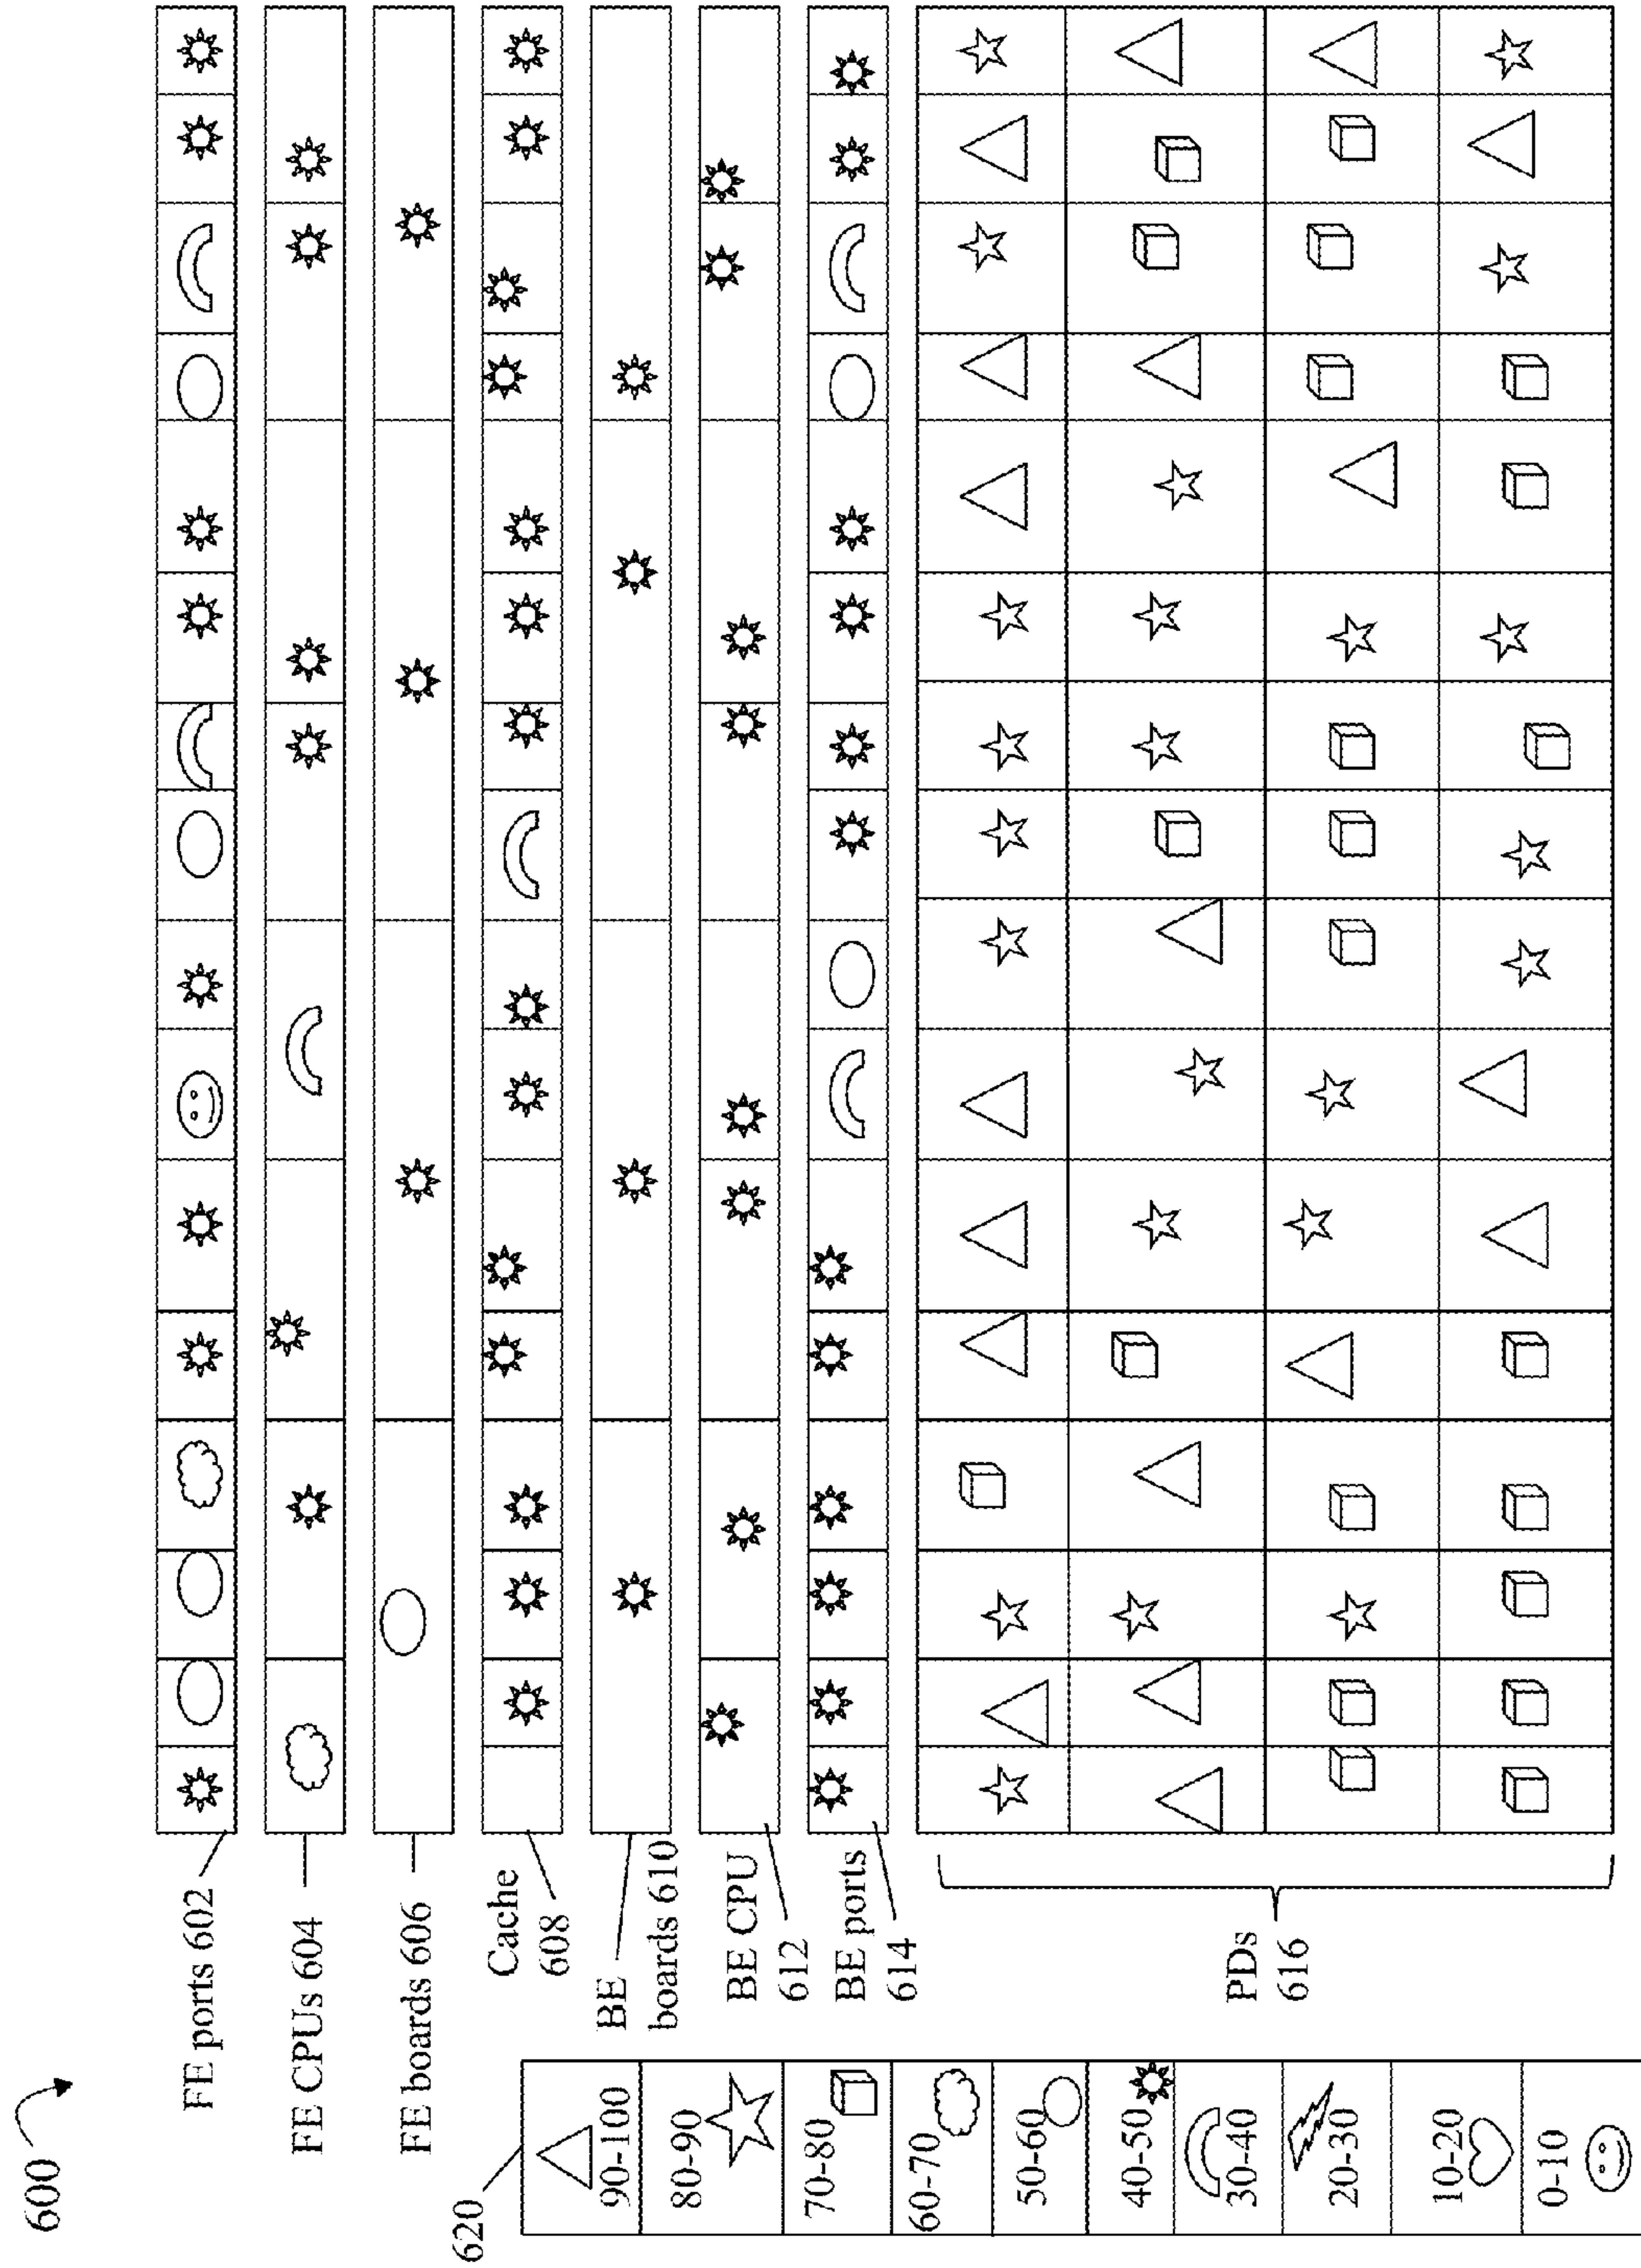 600
FE ports 602
FE CPUs 604
FE boards 606
Cache
608
BE
boards 610
BE CPU
612
BE ports
614
PDs
616
620
90-100
80-90
70-80
60-70
50-60
40-50
30-40
20-30
10-20
0-10